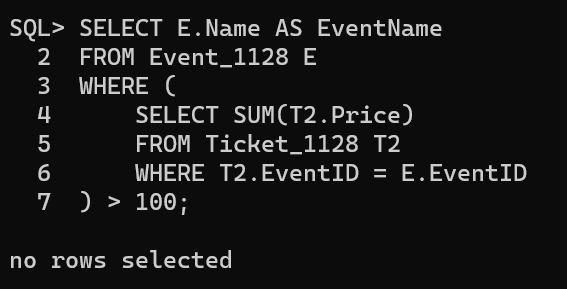 SQL> SELECT E.Name AS EventName
  2  FROM Event_1128 E
  3  WHERE (
  4      SELECT SUM(T2.Price)
  5      FROM Ticket_1128 T2
  6      WHERE T2.EventID = E.EventID
  7  ) > 100;

no rows selected